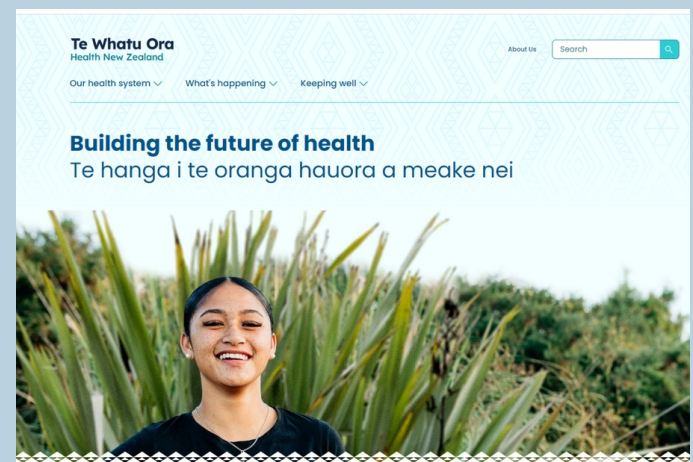 Te Whatu Ora
Health New Zealand
About Us
Search
Our health system
What's happening
Keeping well
Building the future of health
Te hanga i te oranga hauora a meake nei